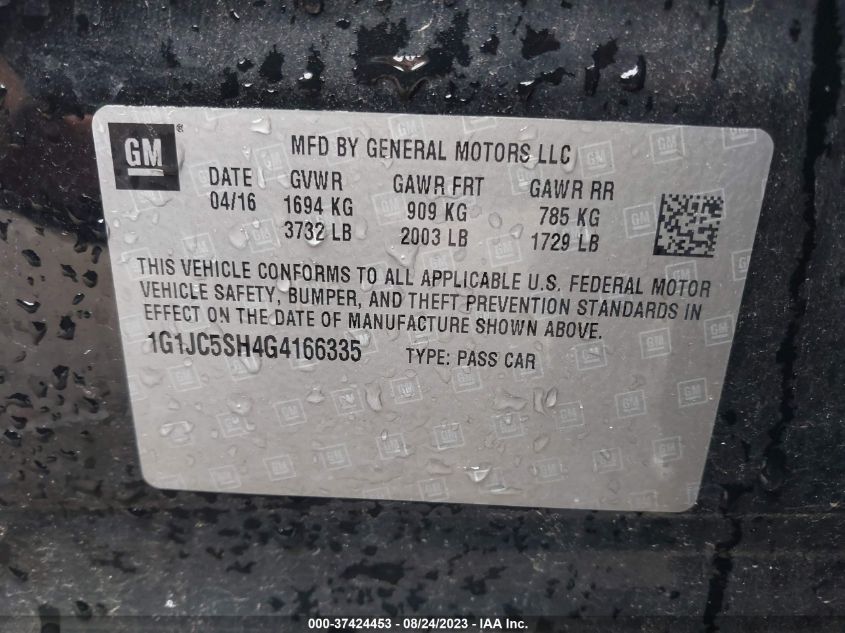 GM®
MFD BY GENERAL MOTORS LLC
DATE GVWR GAWR FRT GAWR RR
04/16 1694 KG 909 KG 785 KG
3732 LB 2003 LB 1729 LB
THIS VEHICLE CONFORMS TO ALL APPLICABLE U.S. FEDERAL MOTOR
VEHICLE SAFETY, BUMPER, AND THEFT PREVENTION STANDARDS IN
EFFECT ON THE DATE OF MANUFACTURE SHOWN ABOVE.
1G1JC5SH4G4166335 TYPE: PASS CAR
000-37424453 - 08/24/2023 - IAA Inc.